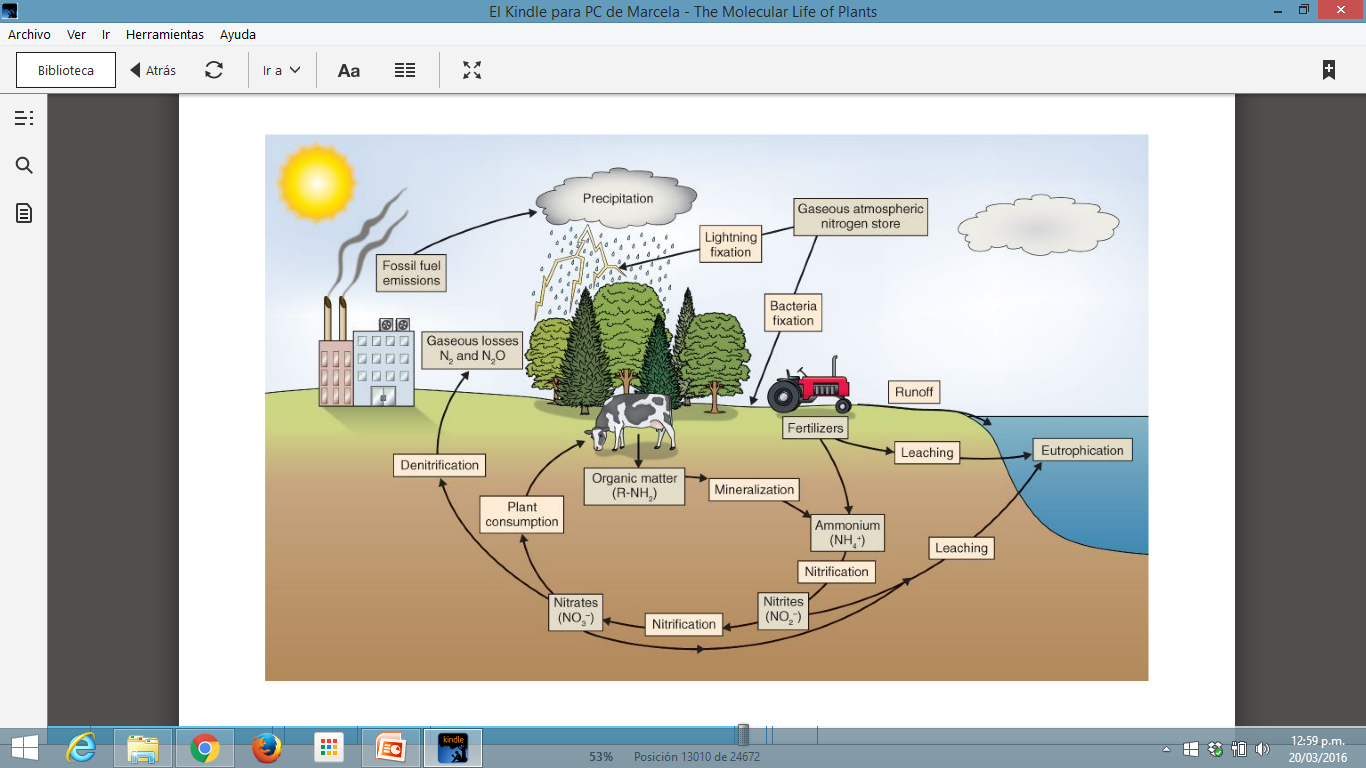 El Kindle para PC de Marcela - The Molecular Life of Plants
Archivo Ver Ir Herramientas Ayuda
Biblioteca Atrás Ir a Aa
Precipitation
Gaseous atmospheric
nitrogen store
Lightning
fixation
Fossil fuel
emissions
Bacteria
fixation
Gaseous losses
N₂ and N₂O
Runoff
Fertilizers
Leaching
Eutrophication
Denitrification
Organic matter
(R-NH₂)
Mineralization
Plant
consumption
Ammonium
(NH₄⁺)
Leaching
Nitrification
Nitrates
(NO₃⁻)
Nitrification
Nitrites
(NO₂⁻)
kindle
53% Posición 13010 de 24672
12:59 p.m.
20/03/2016